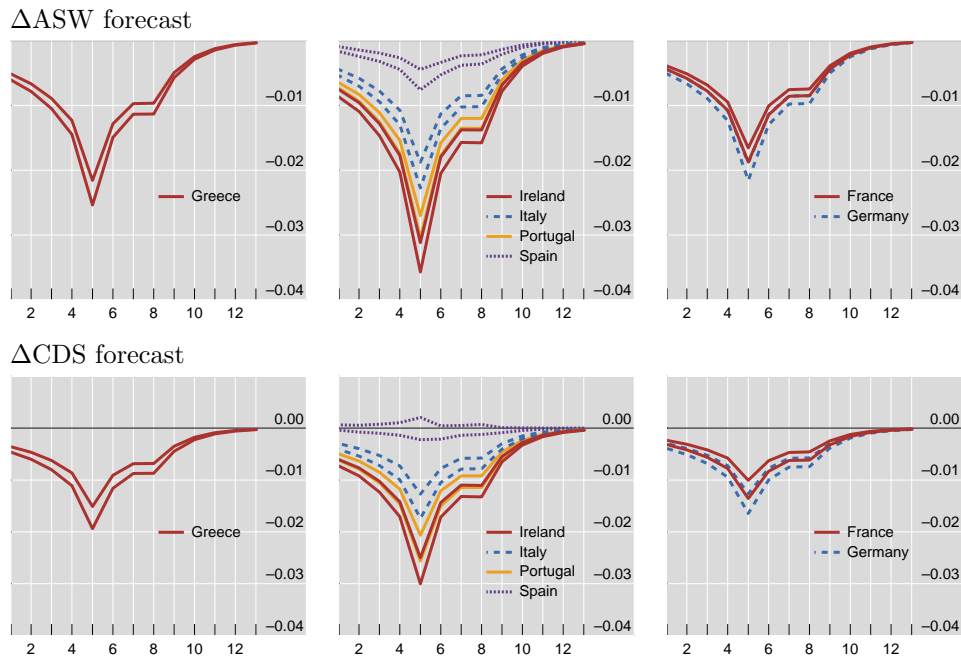 ΔASW forecast
−0.01
−0.02
−0.03
−0.04
Greece
2 4 6 8 10 12
−0.01
−0.02
−0.03
−0.04
Ireland
Italy
Portugal
Spain
2 4 6 8 10 12
−0.01
−0.02
−0.03
−0.04
France
Germany
2 4 6 8 10 12
ΔCDS forecast
0.00
−0.01
−0.02
−0.03
−0.04
Greece
2 4 6 8 10 12
0.00
−0.01
−0.02
−0.03
−0.04
Ireland
Italy
Portugal
Spain
2 4 6 8 10 12
0.00
−0.01
−0.02
−0.03
−0.04
France
Germany
2 4 6 8 10 12